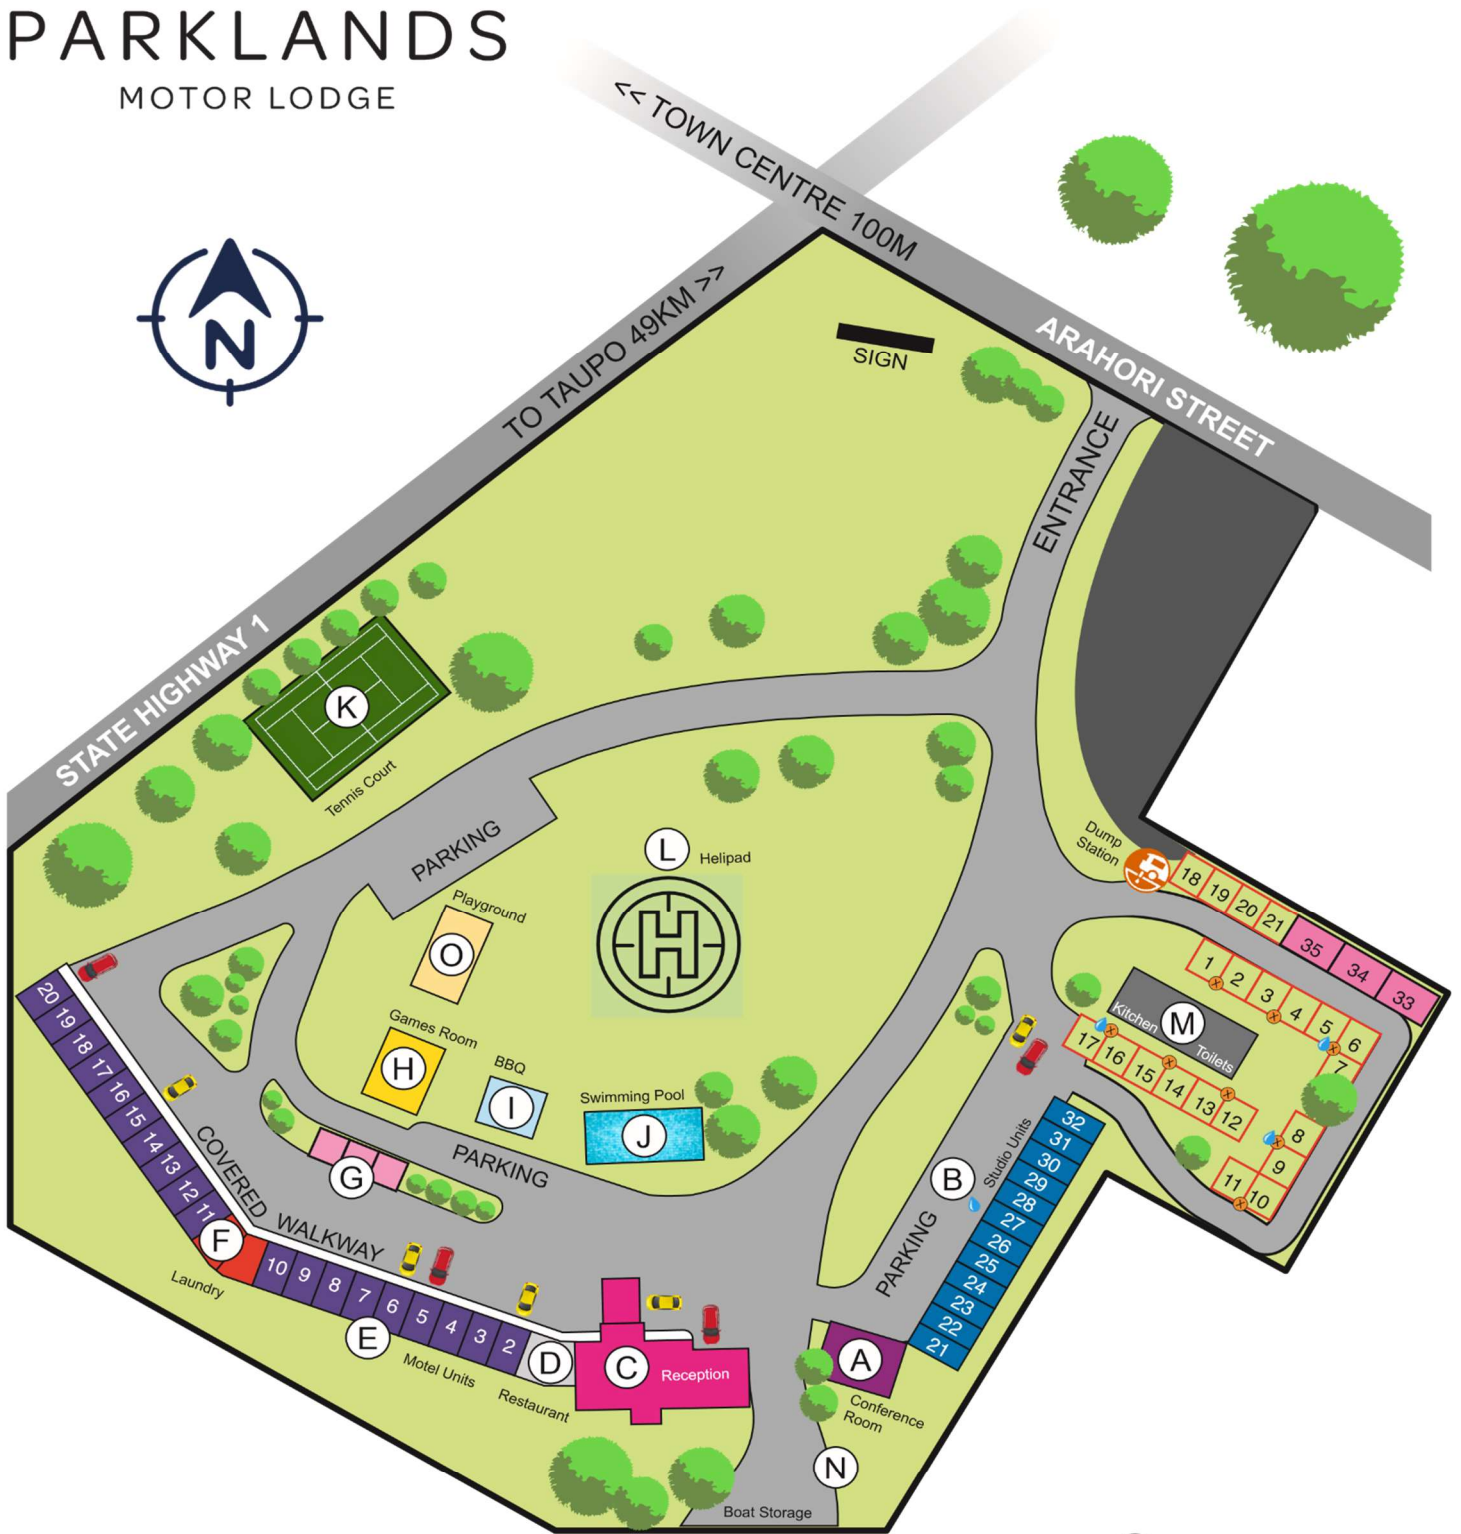 PARKLANDS
MOTOR LODGE
<< TOWN CENTRE 100M
ARAHORI STREET
TO TAUPO 49KM >>
STATE HIGHWAY 1
N
SIGN
ENTRANCE
K
Tennis Court
PARKING
L
Helipad
H
Playground
O
Games Room
H
BBQ
I
Swimming Pool
J
PARKING
G
Dump
Station
18
19
20
21
35
34
33
1
2
3
4
5
6
7
8
9
10
11
Kitchen
M
Toilets
17
16
15
14
13
12
32
31
30
29
28
27
26
25
24
23
22
21
Studio Units
B
PARKING
20
19
18
17
16
15
14
13
12
11
COVERED
WALKWAY
F
Laundry
10
9
8
7
6
5
4
3
2
E
Motel Units
D
Restaurant
C
Reception
A
Conference
Room
N
Boat Storage